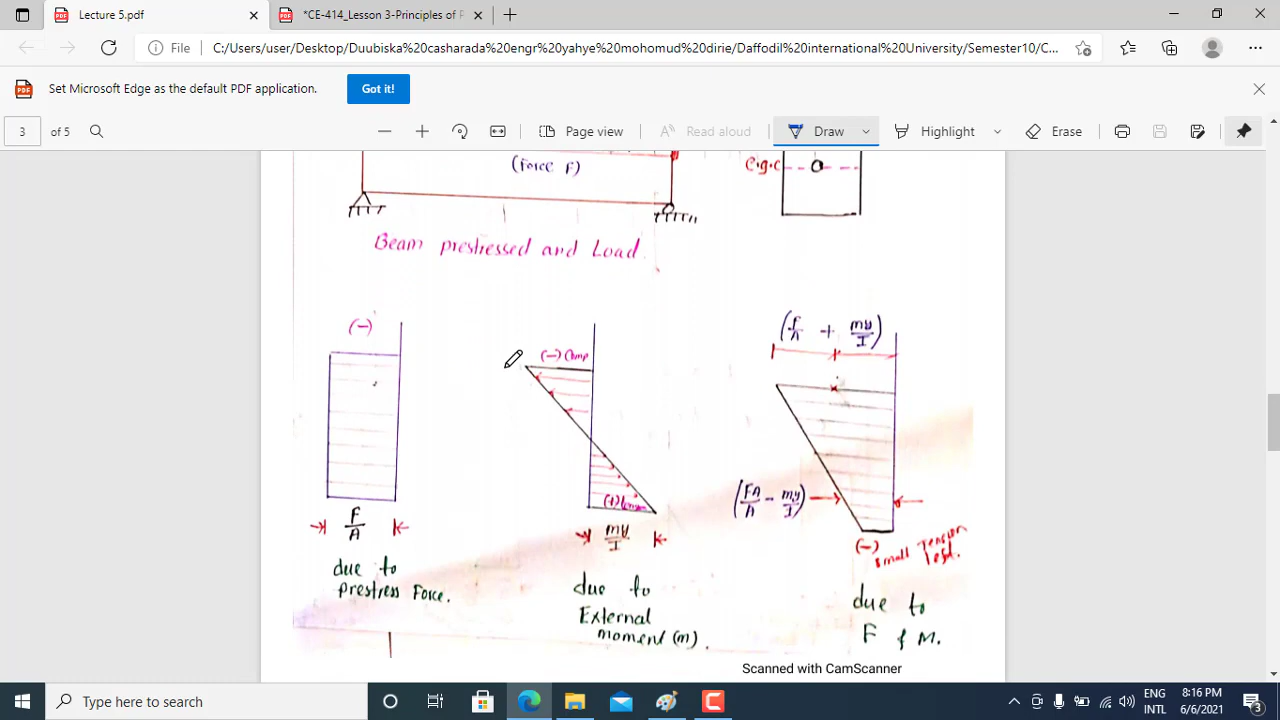 Lecture 5.pdf
*CE-414_Lesson 3-Principles of F
File
C:/Users/user/Desktop/Duubiska%20casharada%20engr%20yahye%20mohomud%20dirie/Daffodil%20international%20University/Semester10/C...
Set Microsoft Edge as the default PDF application.
Got it!
3 of 5
Page view
Read aloud
Draw
Highlight
Erase
(Force F)
c.g.c
Beam prestressed and Load.
(-)
(-) Comp
(F/A + my/I)
(FA/A - my/I)
F/A
my/I
(-)
small Tension Load.
due to
prestress Force.
due to
External
moment (m).
due to
F & M.
Scanned with CamScanner
Type here to search
ENG
INTL
8:16 PM
6/6/2021
3